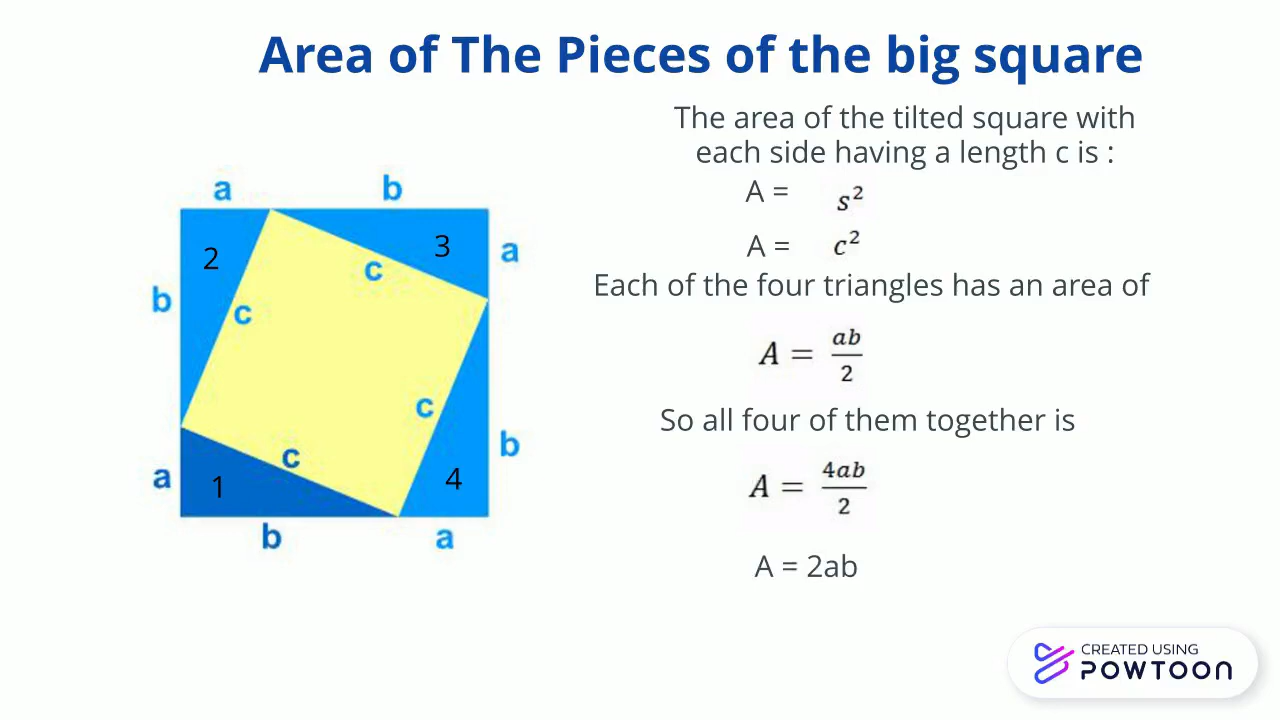 Area of The Pieces of the big square
The area of the tilted square with
each side having a length c is :
A = s²
A = c²
Each of the four triangles has an area of
A = ab/2
So all four of them together is
A = 4ab/2
A = 2ab
a b
2 3 a
c
b c
c
c b
a 1 4
b a
CREATED USING
POWTOON